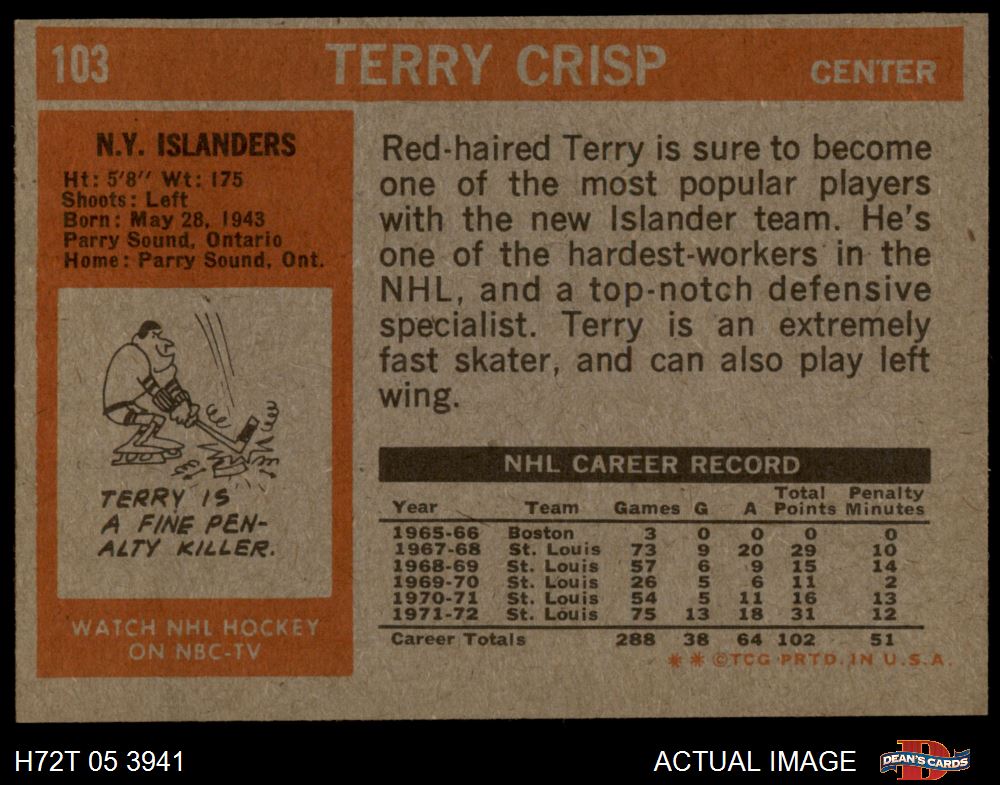 103 TERRY CRISP CENTER
N.Y. ISLANDERS
Ht: 5'8'' Wt: 175
Shoots: Left
Born: May 28, 1943
Parry Sound, Ontario
Home: Parry Sound, Ont.
TERRY IS
A FINE PEN-
ALTY KILLER.
WATCH NHL HOCKEY
ON NBC-TV
Red-haired Terry is sure to become
one of the most popular players
with the new Islander team. He's
one of the hardest-workers in the
NHL, and a top-notch defensive
specialist. Terry is an extremely
fast skater, and can also play left
wing.
NHL CAREER RECORD
Total Penalty
Year Team Games G A Points Minutes
1965-66 Boston 3 0 0 0 0
1967-68 St. Louis 73 9 20 29 10
1968-69 St. Louis 57 6 9 15 14
1969-70 St. Louis 26 5 6 11 2
1970-71 St. Louis 54 5 11 16 13
1971-72 St. Louis 75 13 18 31 12
Career Totals 288 38 64 102 51
* * ©TCG PRTD. IN U.S.A.
H72T 05 3941 ACTUAL IMAGE DEAN'S CARDS